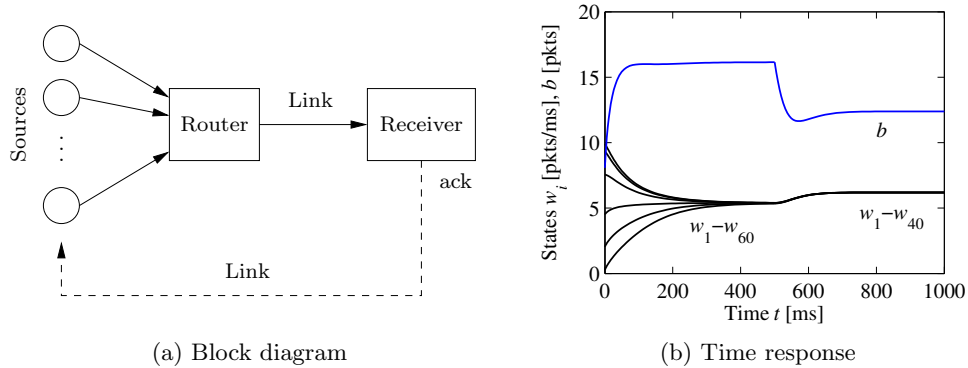 Sources
...
Router
Link
Receiver
ack
Link
(a) Block diagram
States w_i [pkts/ms], b [pkts]
20
15
10
5
0
b
w_1–w_60
w_1–w_40
0 200 400 600 800 1000
Time t [ms]
(b) Time response